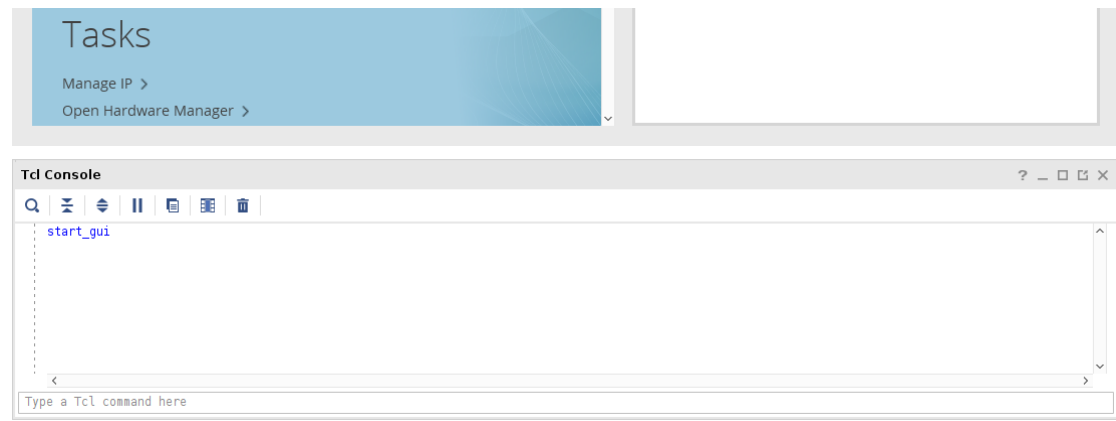 Tasks
Manage IP >
Open Hardware Manager >
Tcl Console
start_gui
Type a Tcl command here